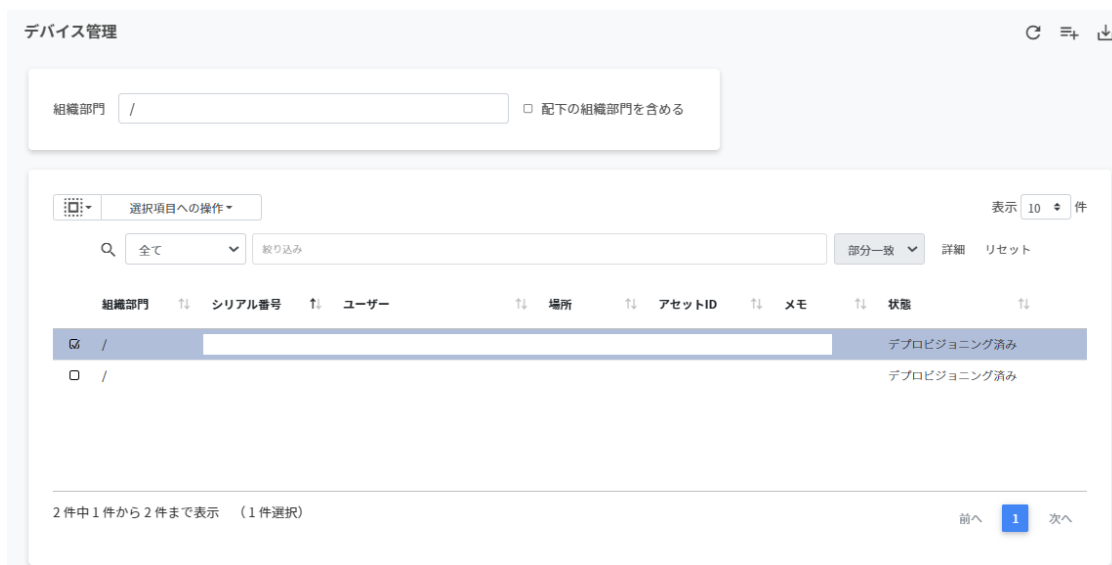 デバイス管理
組織部門 / 配下の組織部門を含める
選択項目への操作 表示 10 件
全て 絞り込み 部分一致 詳細 リセット
組織部門 シリアル番号 ユーザー 場所 アセットID メモ 状態
/ デプロビジョニング済み
/ デプロビジョニング済み
2 件中 1 件から 2 件まで表示 （1 件選択） 前へ 1 次へ